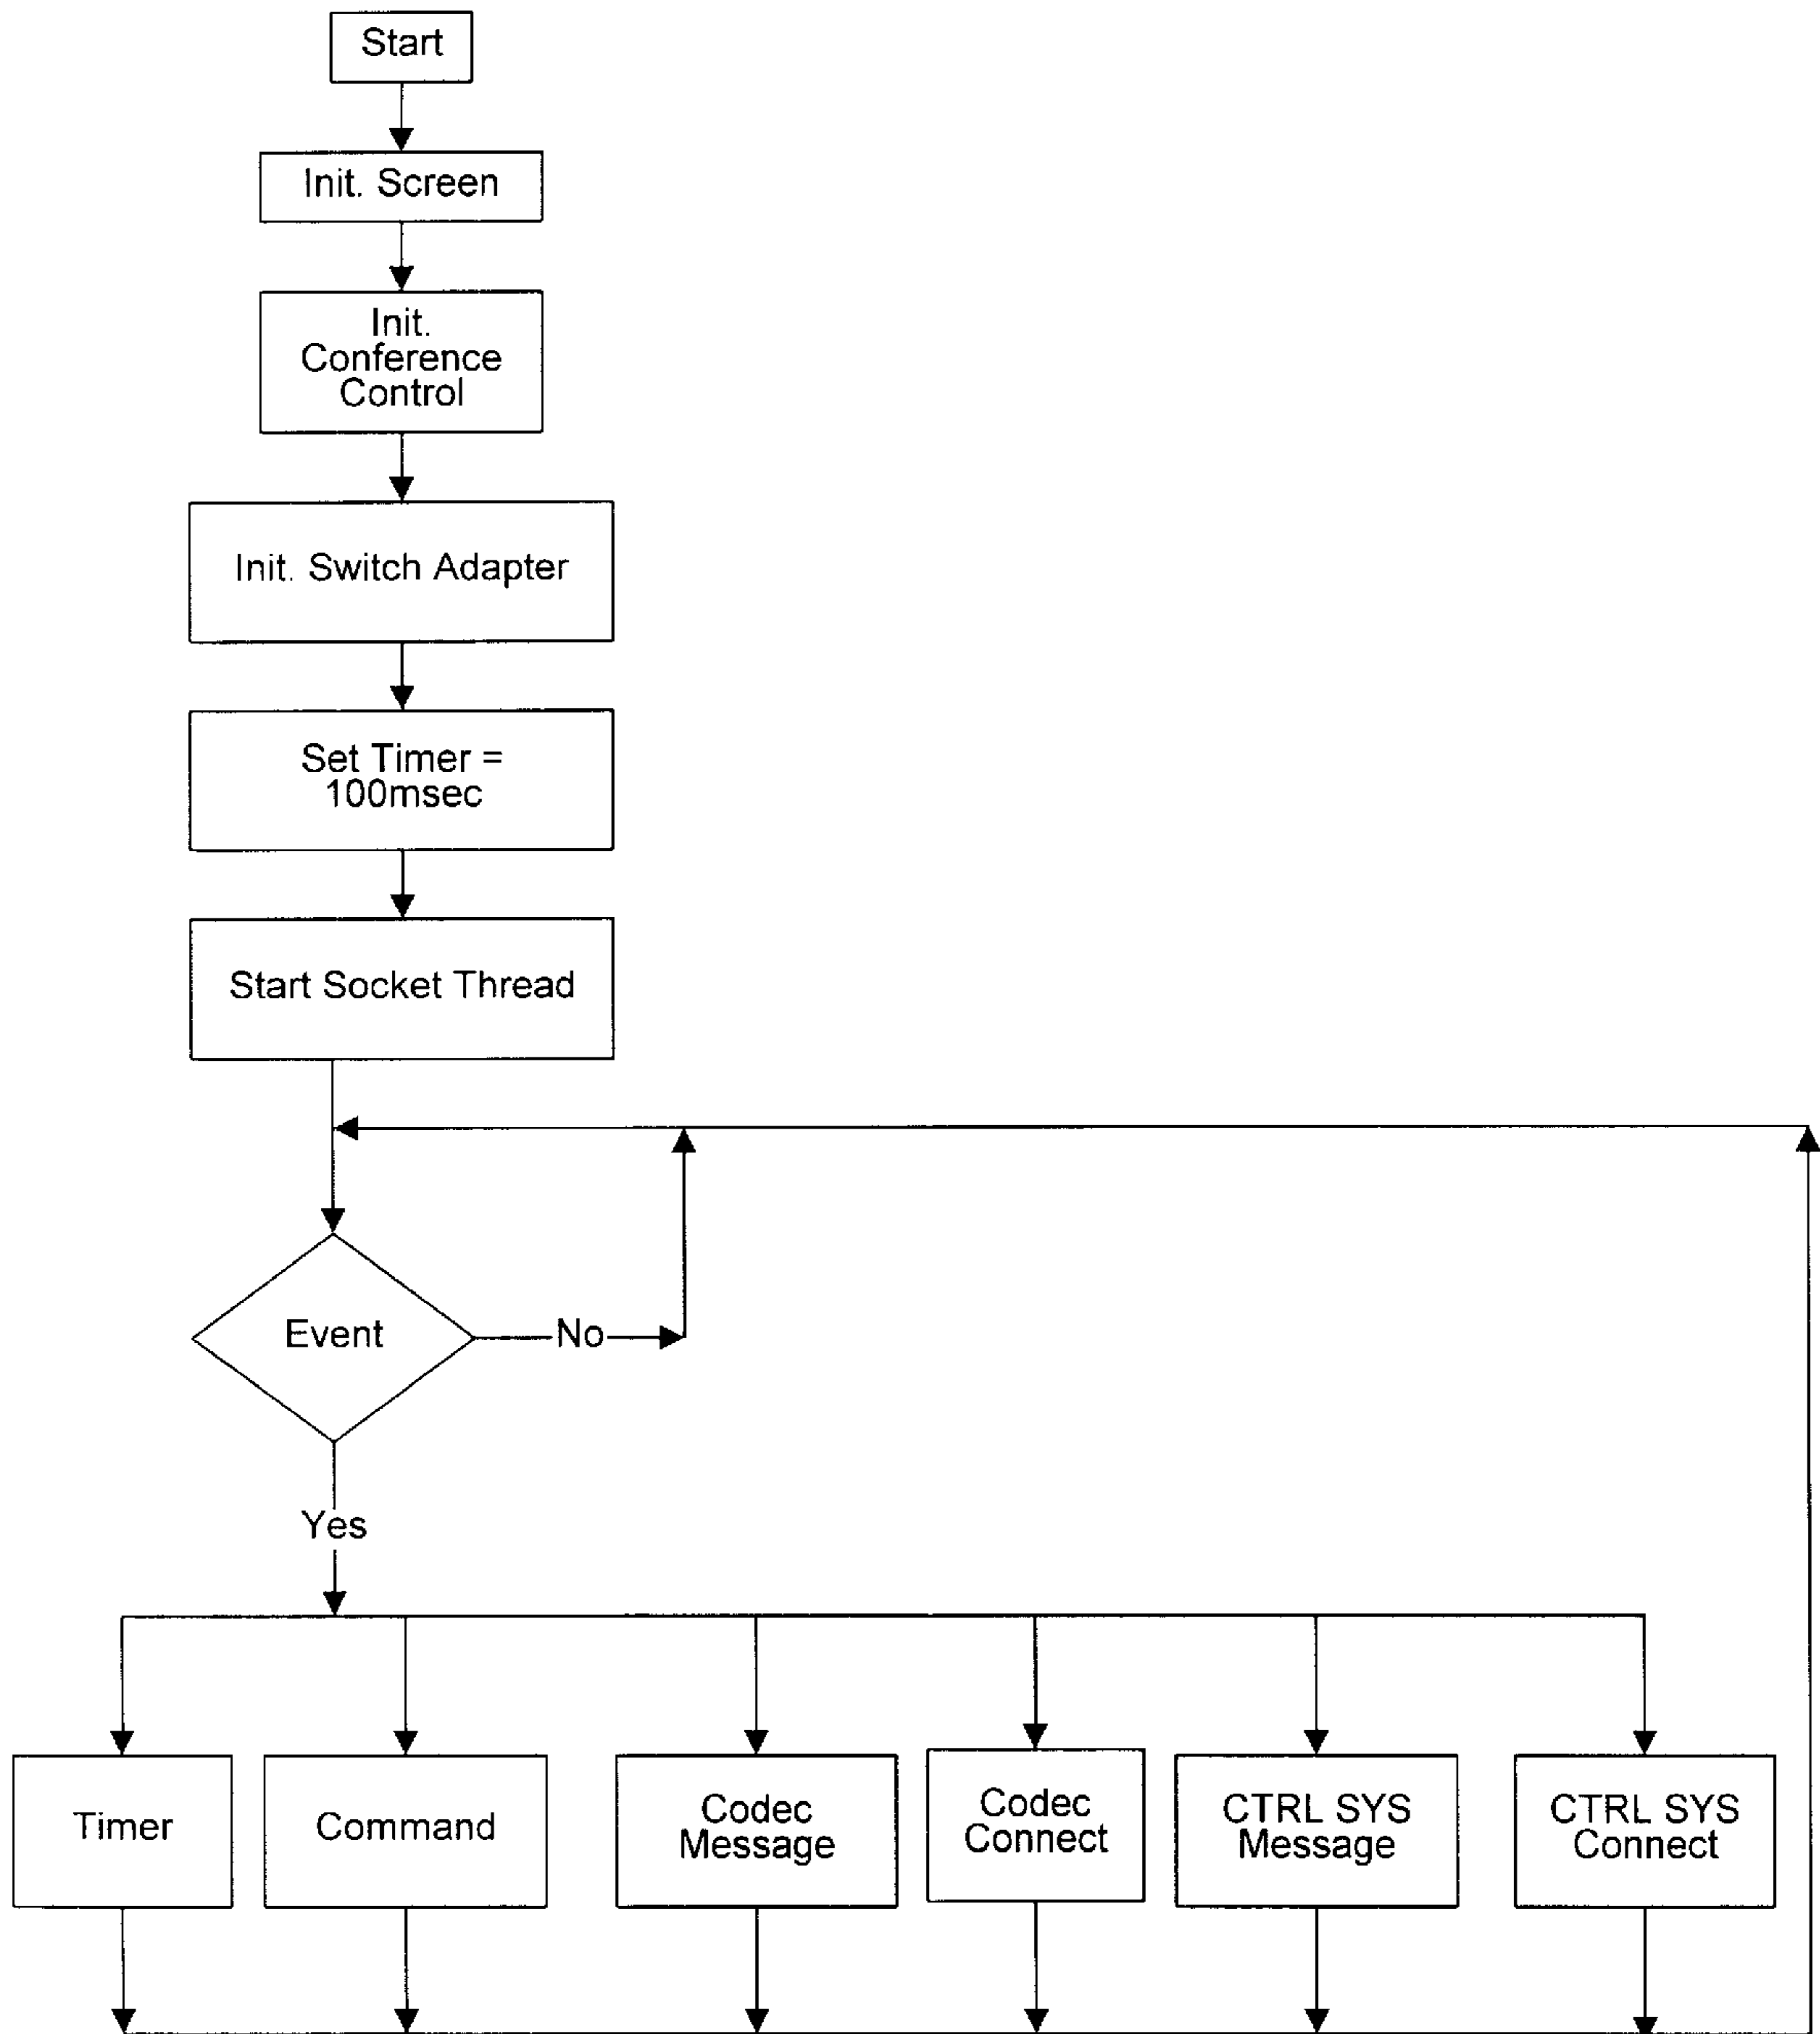 Start
Init. Screen
Init.
Conference
Control
Init. Switch Adapter
Set Timer =
100msec
Start Socket Thread
Event
No
Yes
Timer
Command
Codec
Message
Codec
Connect
CTRL SYS
Message
CTRL SYS
Connect